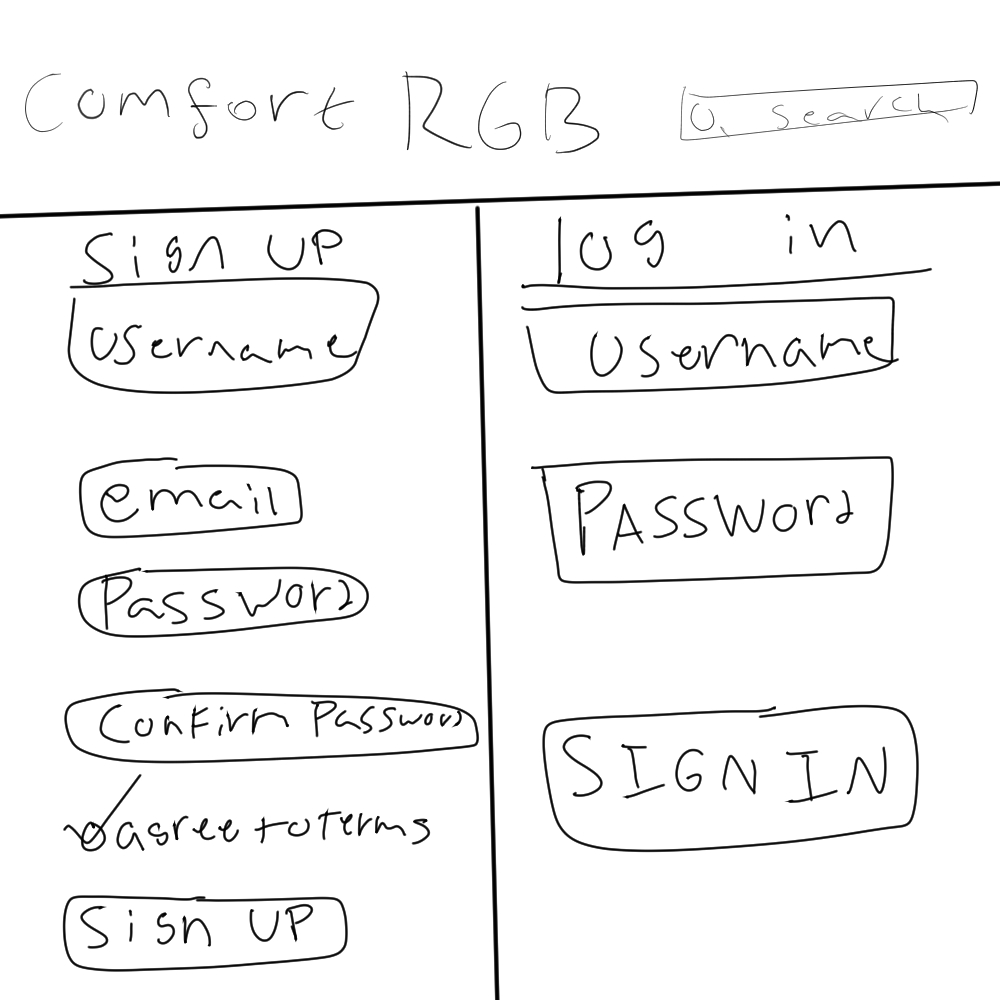 Comfort RGB search
Sign UP
Username
email
Password
Confirm Password
agree to terms
Sign UP
log in
Username
PASSWord
SIGN IN